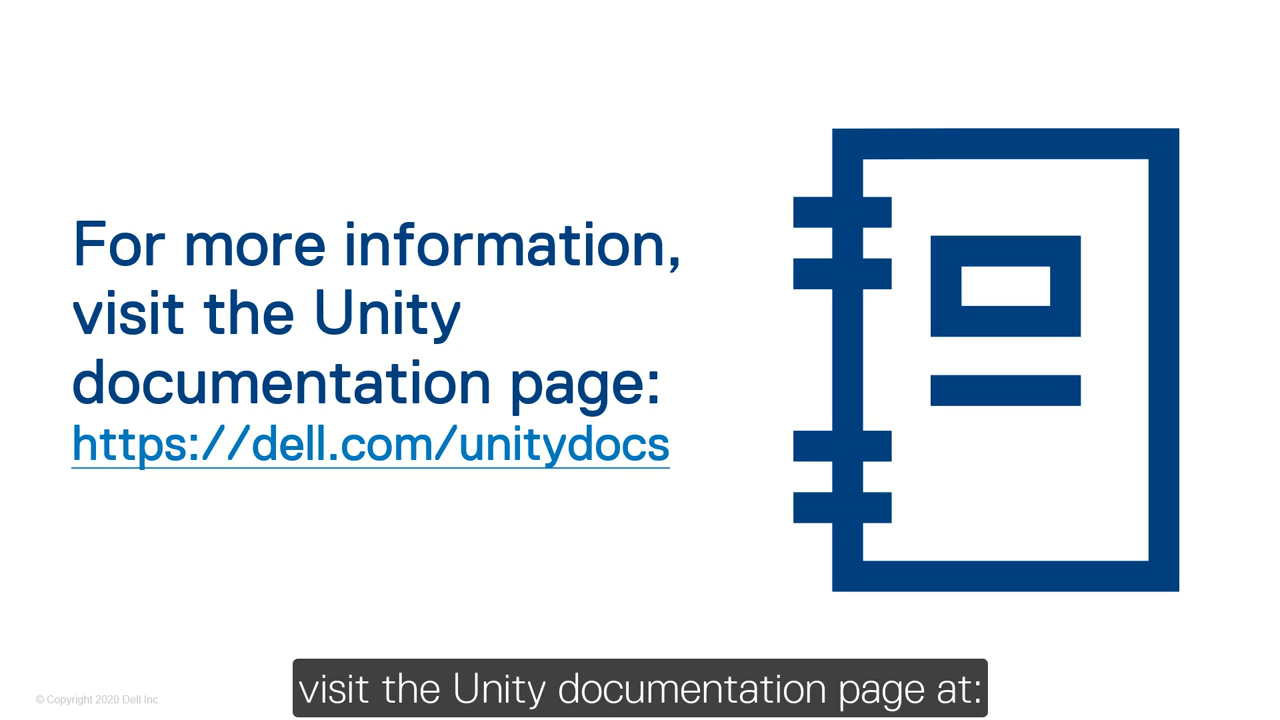 For more information,
visit the Unity
documentation page:
https://dell.com/unitydocs
© Copyright 2020 Dell Inc.
visit the Unity documentation page at: